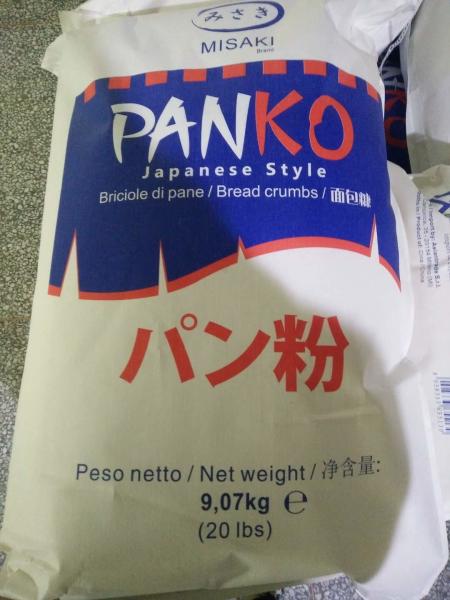 みさき
MISAKI
Brand
PANKO
Japanese Style
Briciole di pane / Bread crumbs / 面包糠
パン粉
Peso netto / Net weight / 净含量:
9,07kg ℮
(20 lbs)
KO